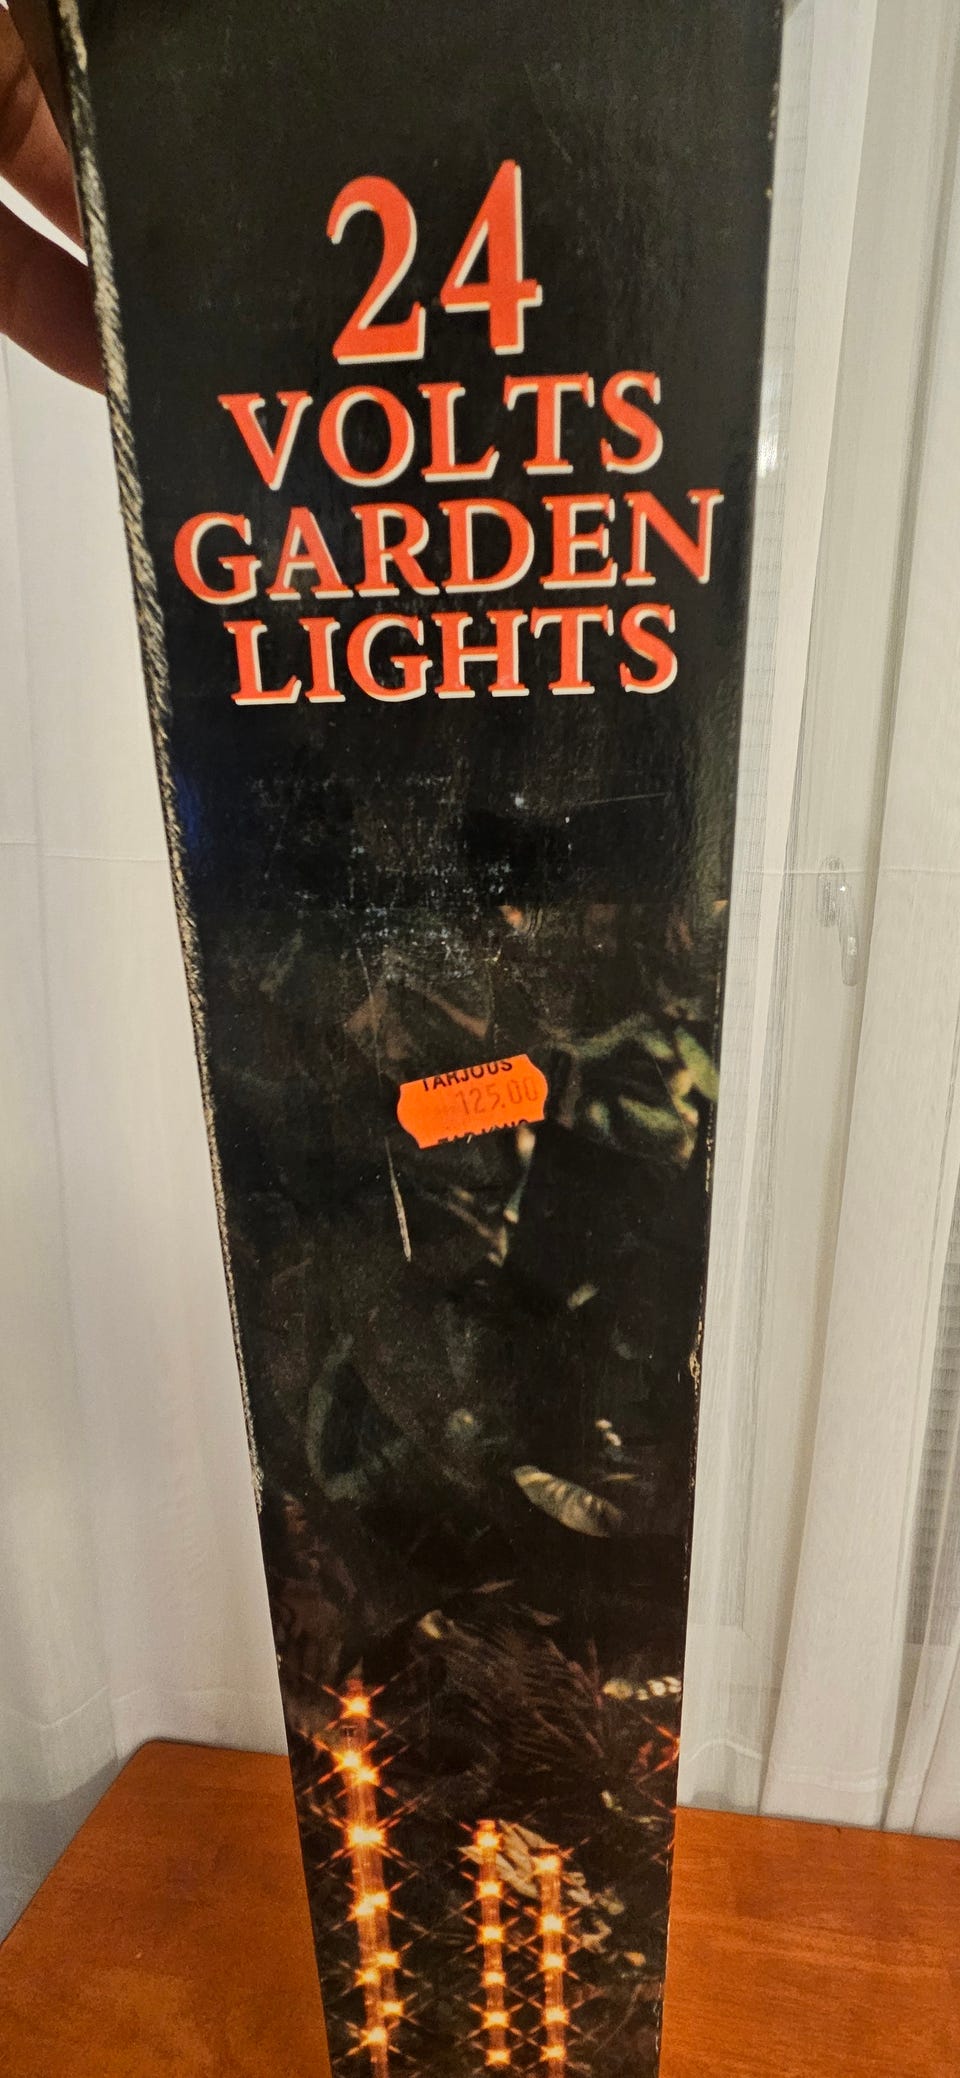 24
VOLTS
GARDEN
LIGHTS
TARJOUS
125.00